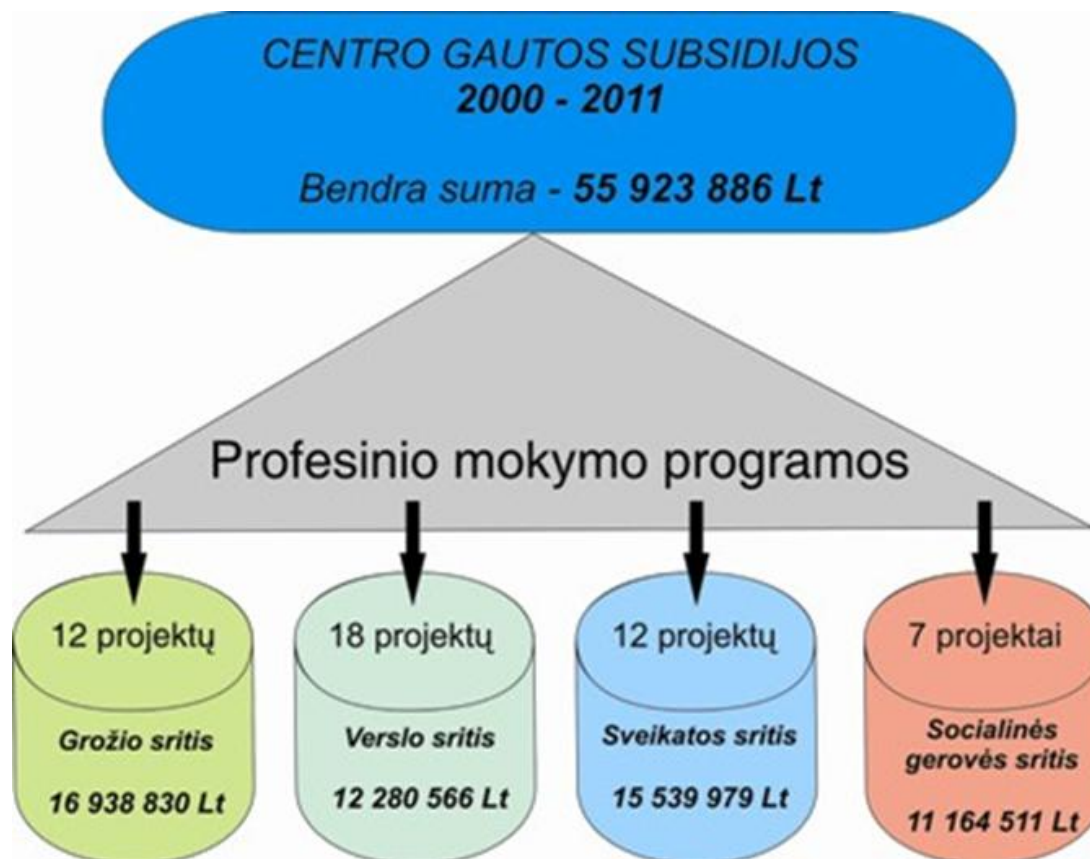 CENTRO GAUTOS SUBSIDIJOS
2000 - 2011
Bendra suma - 55 923 886 Lt
Profesinio mokymo programos
12 projektų
Grožio sritis
16 938 830 Lt
18 projektų
Verslo sritis
12 280 566 Lt
12 projektų
Sveikatos sritis
15 539 979 Lt
7 projektai
Socialinės
gerovės sritis
11 164 511 Lt